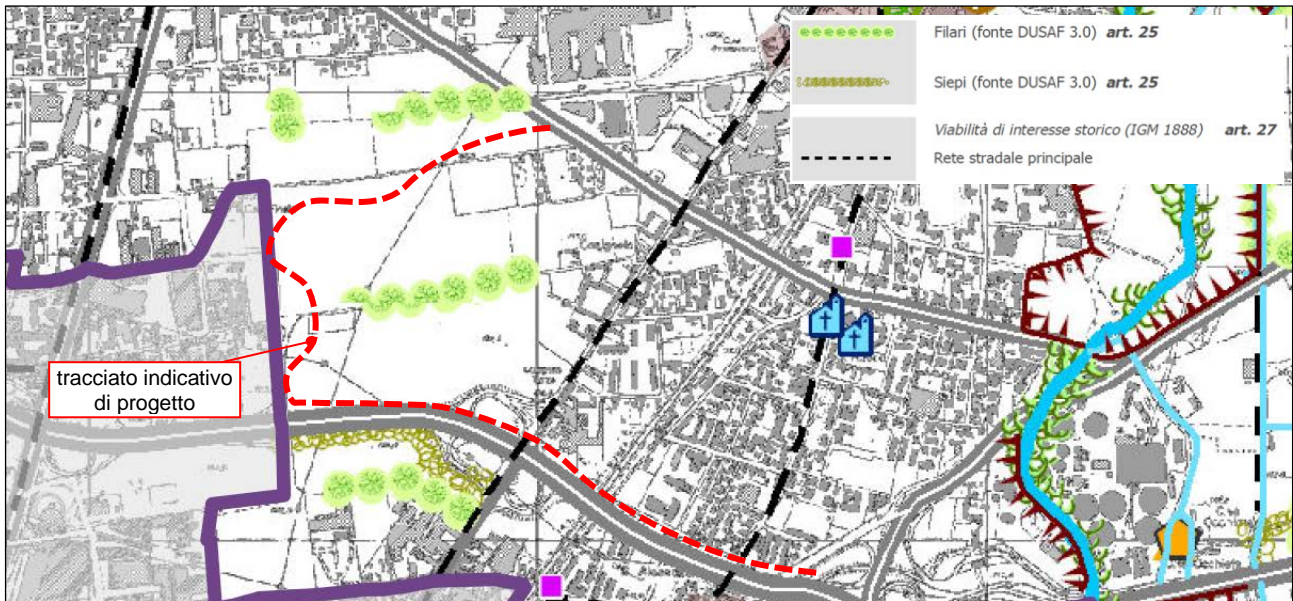 Filari (fonte DUSAF 3.0) art. 25
Siepi (fonte DUSAF 3.0) art. 25
Viabilità di interesse storico (IGM 1888) art. 27
Rete stradale principale
tracciato indicativo
di progetto